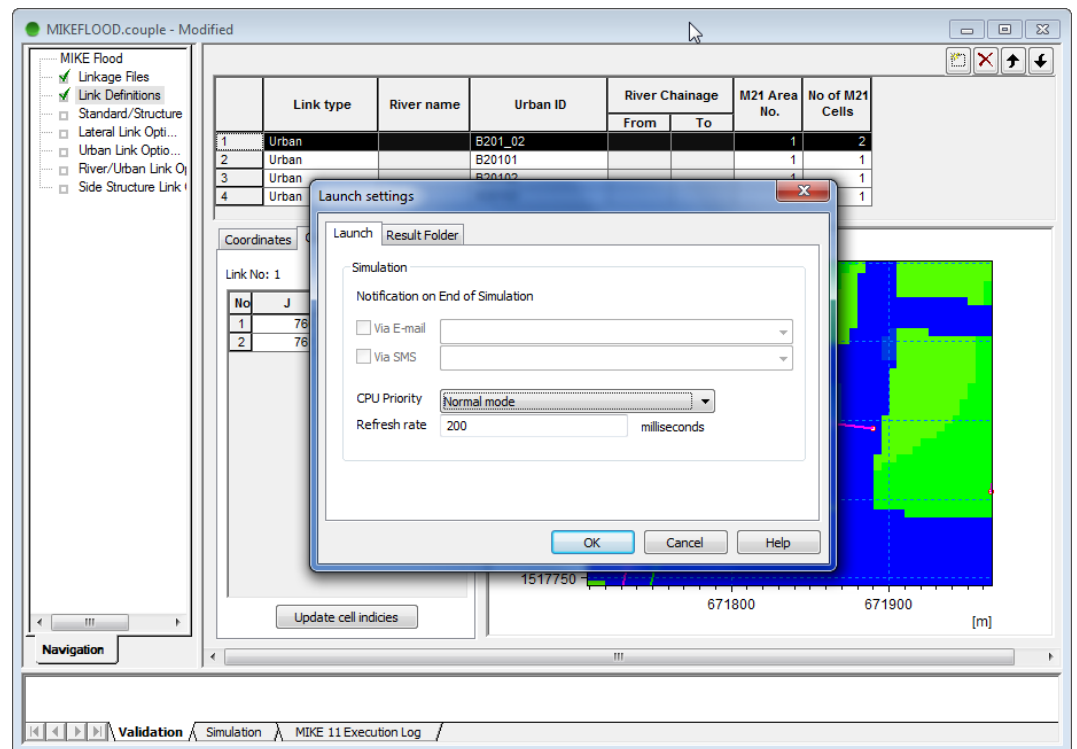 MIKEFLOOD.couple - Modified
MIKE Flood
Linkage Files
Link Definitions
Standard/Structure
Lateral Link Opti...
Urban Link Optio...
River/Urban Link
Side Structure Link
Link type River name Urban ID River Chainage M21 Area No. No of M21 Cells
From To
1 Urban B201_02 1 2
2 Urban B20101 1 1
3 Urban B20102 1 1
4 Urban 1
Launch settings
Launch Result Folder
Simulation
Notification on End of Simulation
Via E-mail
Via SMS
CPU Priority Normal mode
Refresh rate 200 milliseconds
OK Cancel Help
Coordinates
Link No: 1
No J
1 76
2 76
Update cell indicies
1517750
671800 671900
[m]
Navigation
Validation Simulation MIKE 11 Execution Log